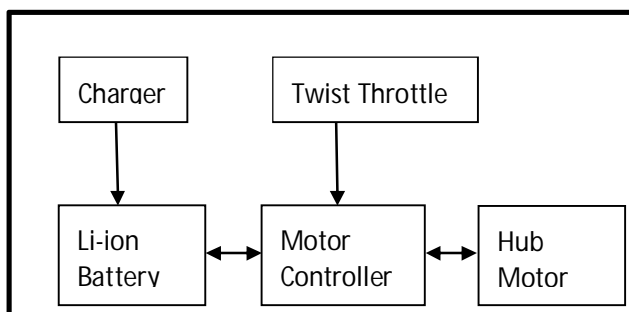 Charger
Twist Throttle
Li-ion
Battery
Motor
Controller
Hub
Motor